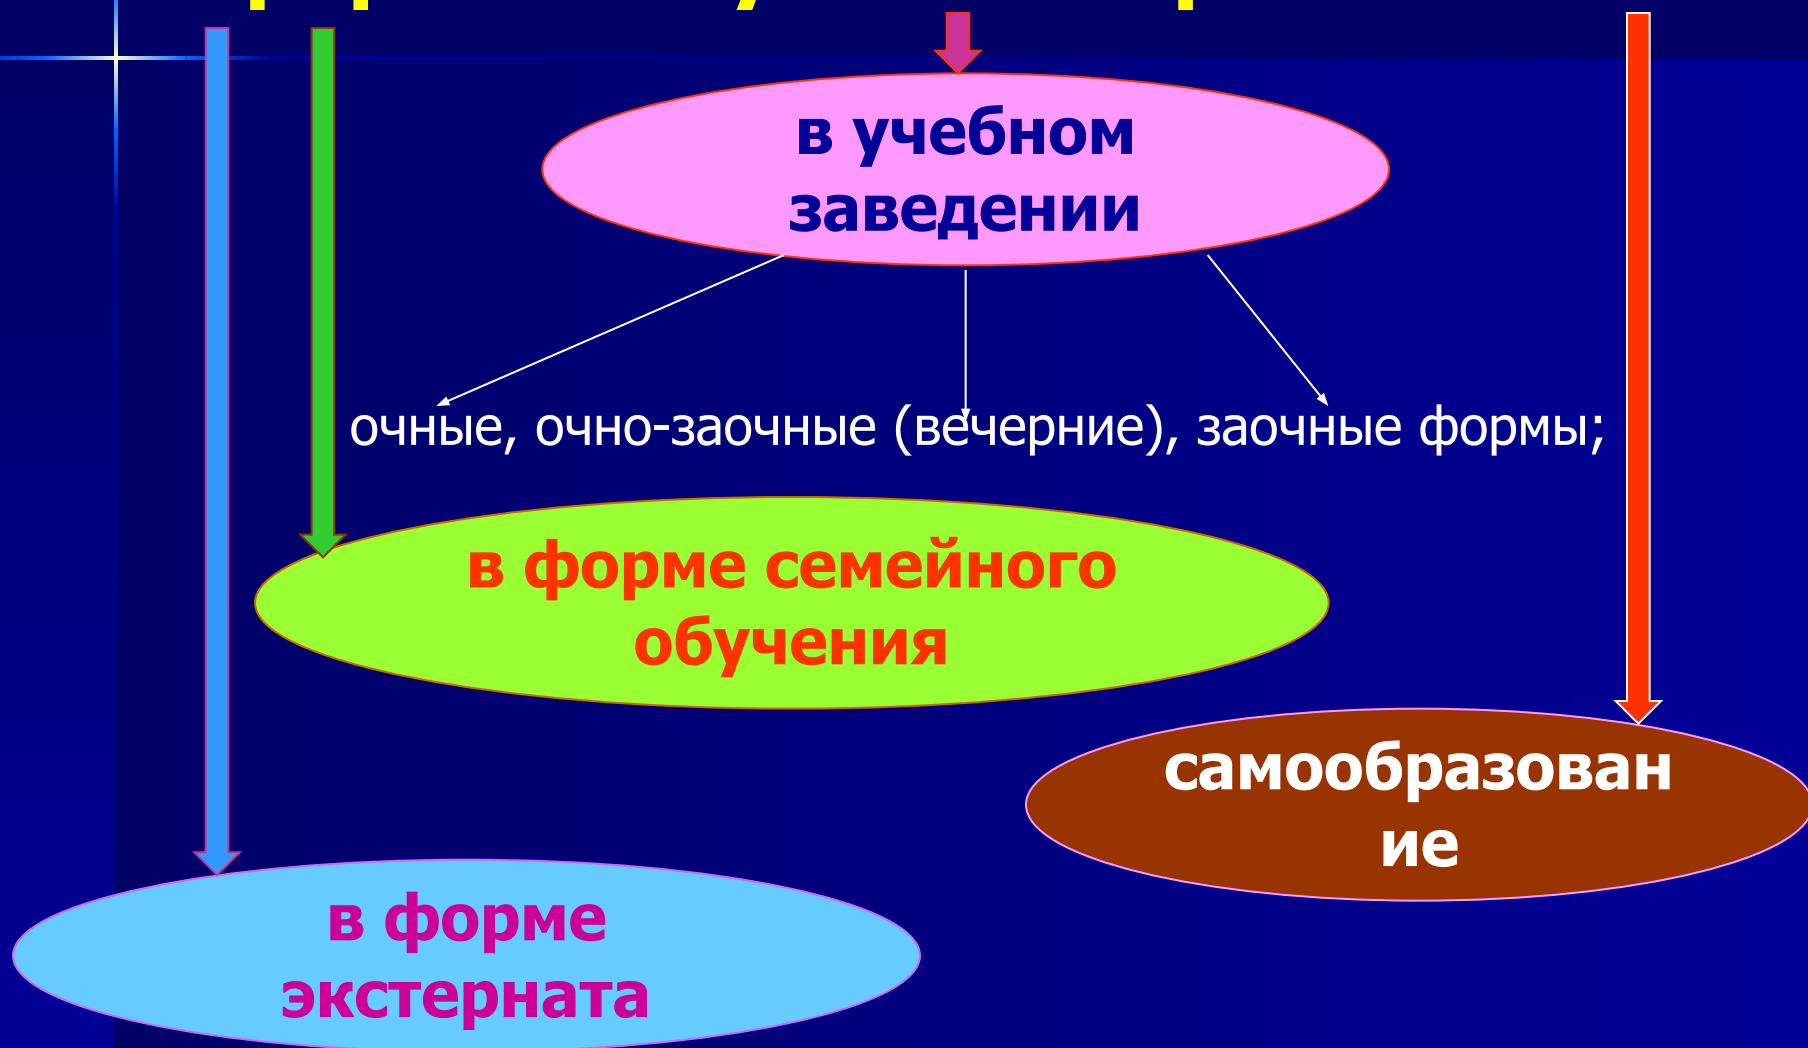 в учебном
заведении
очные, очно-заочные (вечерние), заочные формы;
в форме семейного
обучения
самообразован
ие
в форме
экстерната